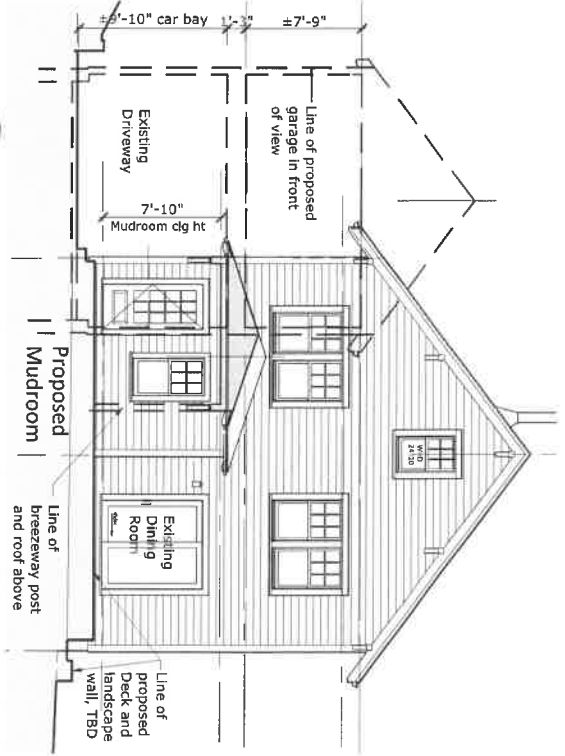 ±9'-10" car bay
1'-3"
±7'-9"
Existing
Driveway
Line of proposed
garage in front
of view
7'-10"
Mudroom clg ht
Proposed
Mudroom
Line of
breezeway post
and roof above
Existing
Dining
Room
Line of
proposed
Deck and
landscape
wall, TBD